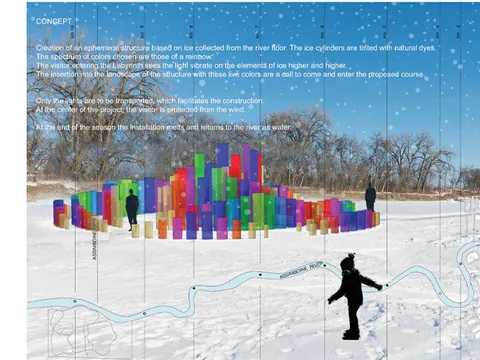 CONCEPT
Creation of an ephemeral structure based on ice collected from the river floor. The ice cylinders are tinted with natural dyes.
The spectrum of colors chosen are those of a rainbow.
The visitor entering the Labyrinth sees the light vibrate on the elements of ice higher and higher.
The insertion into the landscape of the structure with these live colors are a call to come and enter the proposed course.
Only the lights are to be transported, which facilitates the construction.
At the center of the project, the visitor is protected from the wind.
At the end of the season the installation melts and returns to the river as water.
ASSINIBOINE
ASSINIBOINE RIVER